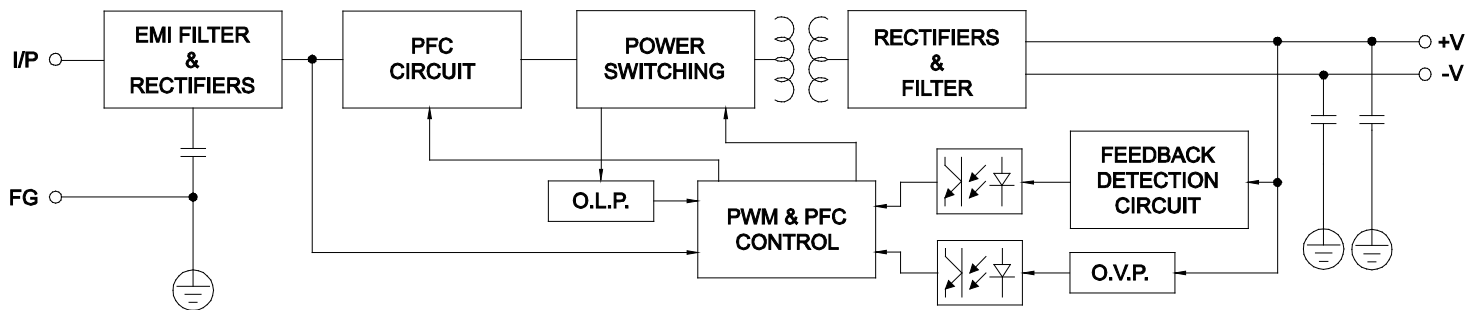 I/P
EMI FILTER
&
RECTIFIERS
PFC
CIRCUIT
POWER
SWITCHING
RECTIFIERS
&
FILTER
+V
-V
FG
O.L.P.
PWM & PFC
CONTROL
FEEDBACK
DETECTION
CIRCUIT
O.V.P.